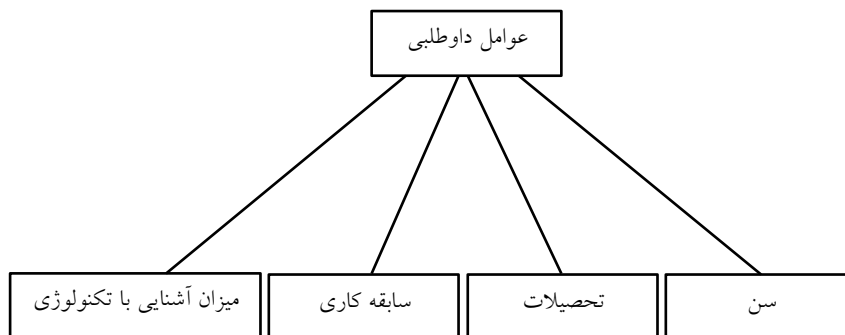 عوامل داوطلبی
سن
تحصیلات
سابقه کاری
میزان آشنایی با تکنولوژی